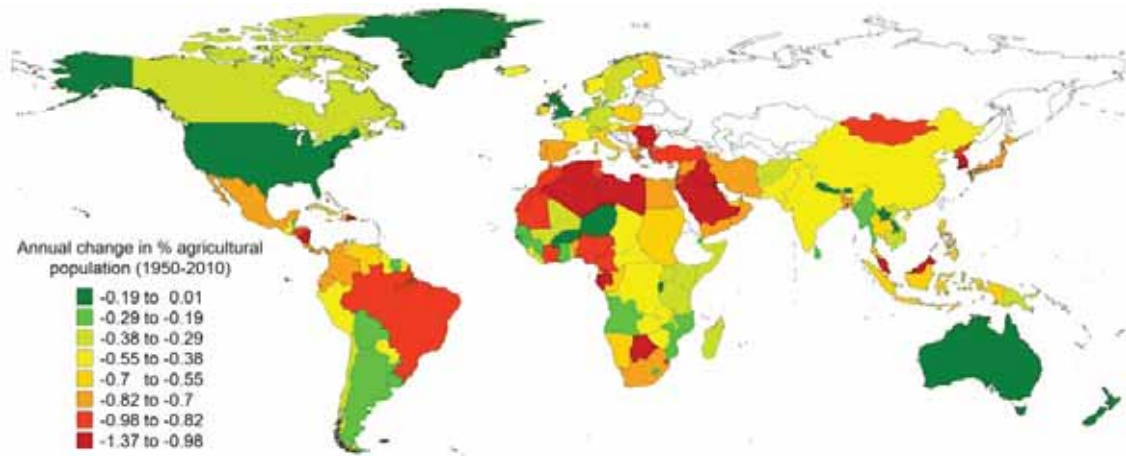 Annual change in % agricultural
population (1950-2010)
-0.19 to 0.01
-0.29 to -0.19
-0.38 to -0.29
-0.55 to -0.38
-0.7 to -0.55
-0.82 to -0.7
-0.98 to -0.82
-1.37 to -0.98